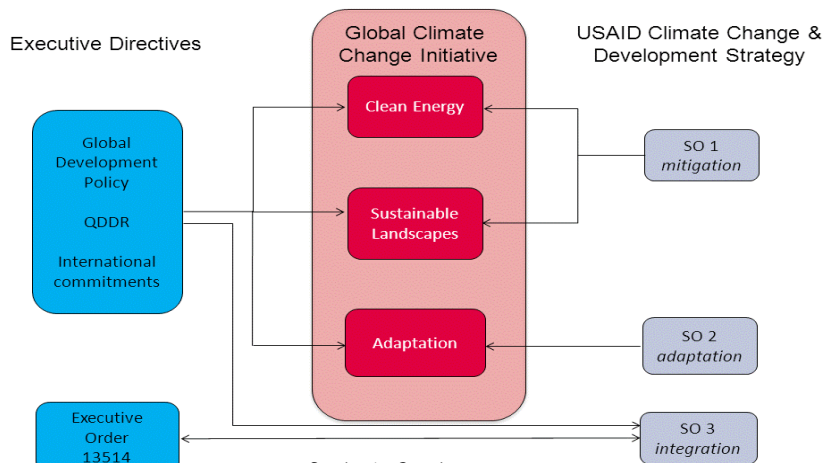 Executive Directives
Global Climate
Change Initiative
USAID Climate Change &
Development Strategy
Clean Energy
Global
Development
Policy
QDDR
International
commitments
SO 1
mitigation
Sustainable
Landscapes
Adaptation
SO 2
adaptation
Executive
Order
13514
SO 3
integration